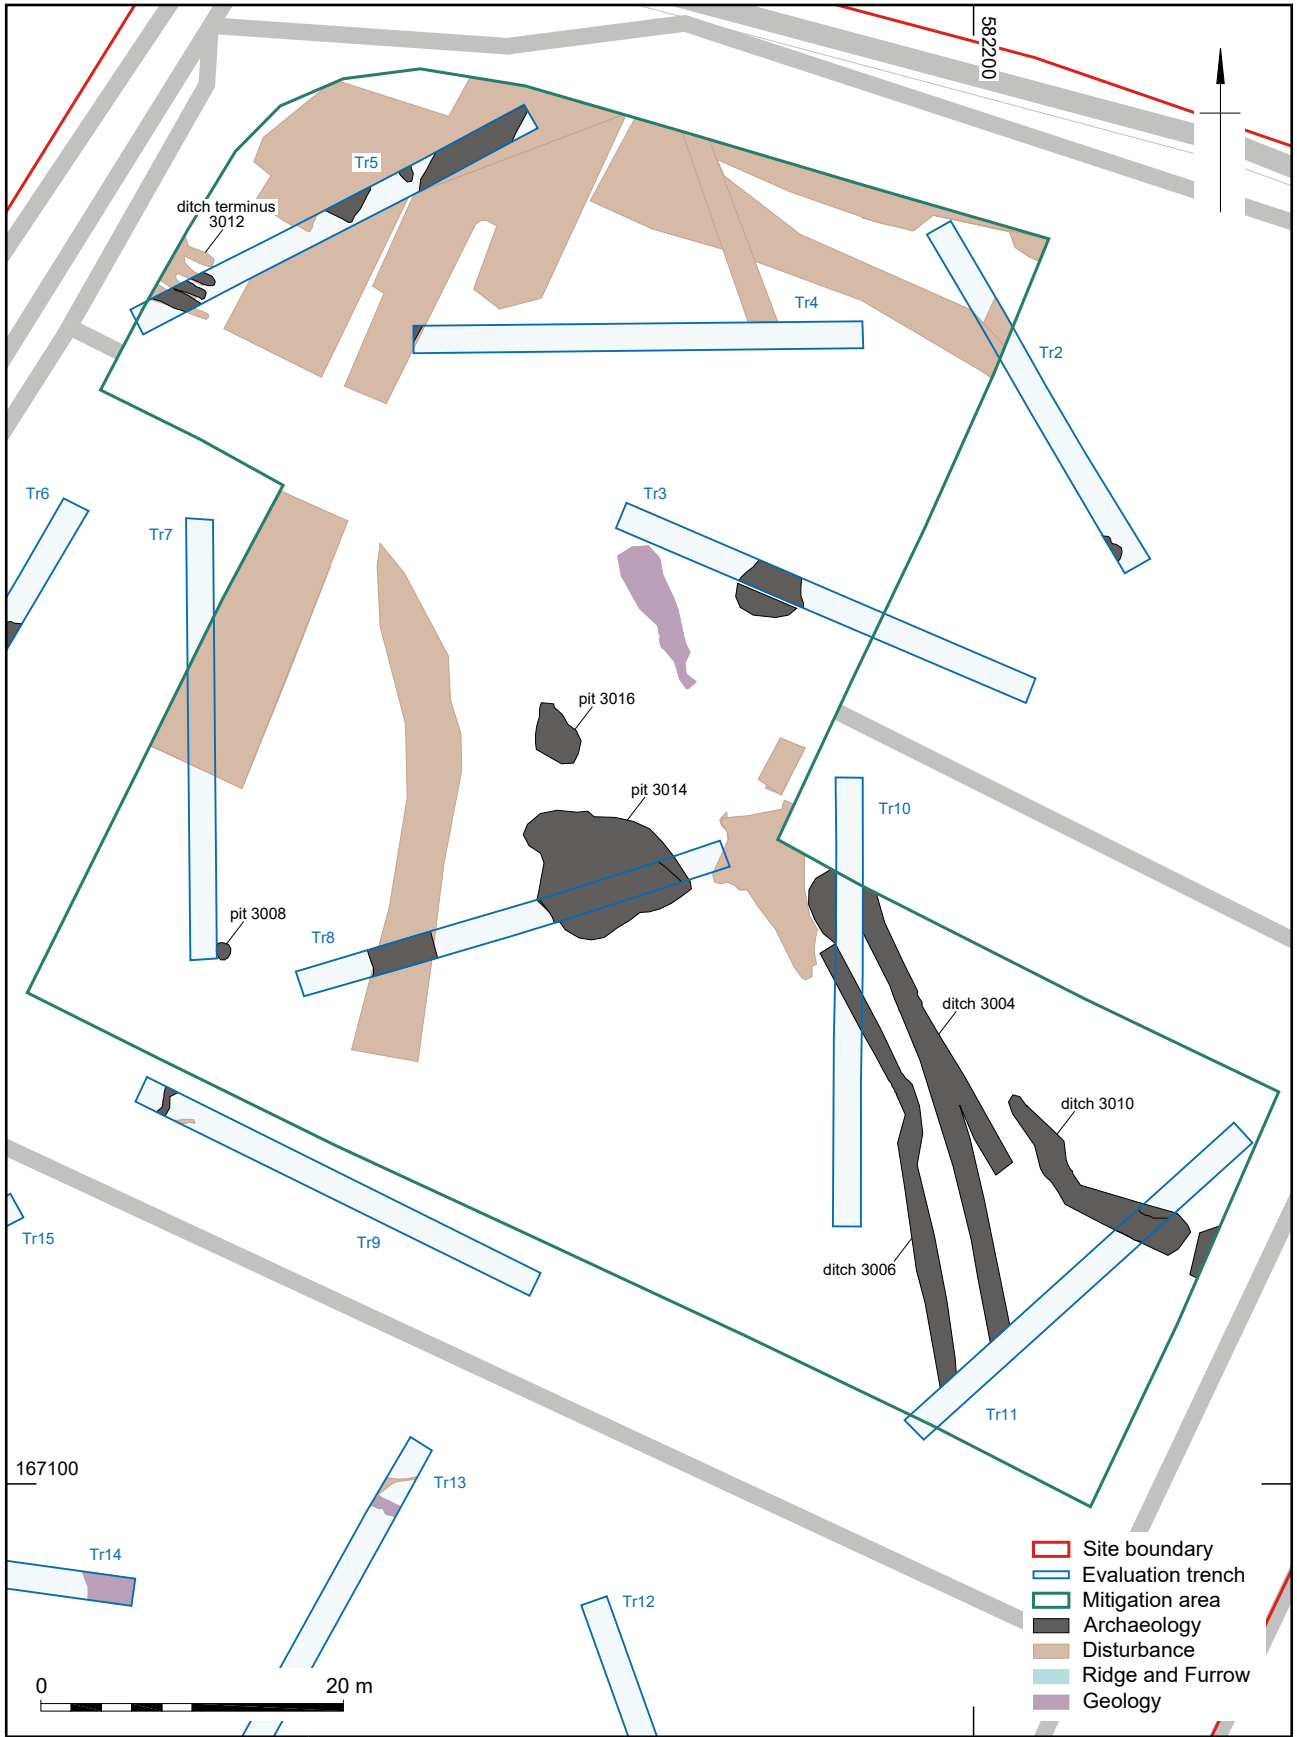 582200
Tr5
ditch terminus
3012
Tr4
Tr2
Tr6
Tr7
Tr3
pit 3016
pit 3014
Tr10
pit 3008
Tr8
ditch 3004
ditch 3010
Tr15
Tr9
ditch 3006
Tr11
167100
Tr13
Tr14
Tr12
Site boundary
Evaluation trench
Mitigation area
Archaeology
Disturbance
Ridge and Furrow
Geology
0 20 m